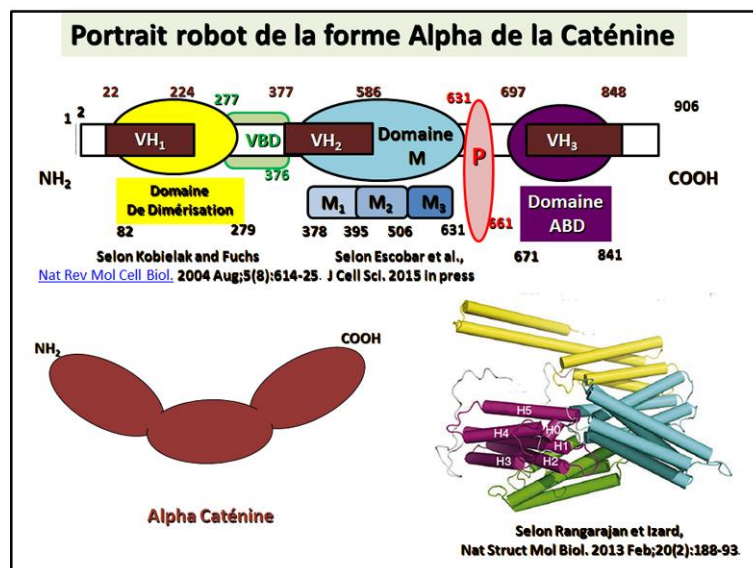 Portrait robot de la forme Alpha de la Caténine
22 224 277 377 586 631 697 848 906
1 2
VH1 VBD VH2 Domaine M P VH3
NH2 376 COOH
Domaine De Dimérisation
M1 M2 M3
Domaine ABD
82 279 378 395 506 631 661 671 841
Selon Kobielak and Fuchs
Nat Rev Mol Cell Biol. 2004 Aug;5(8):614-25.
Selon Escobar et al.,
J Cell Sci. 2015 in press
NH2
COOH
Alpha Caténine
H5
H4 H0
H1
H3 H2
Selon Rangarajan et Izard,
Nat Struct Mol Biol. 2013 Feb;20(2):188-93.